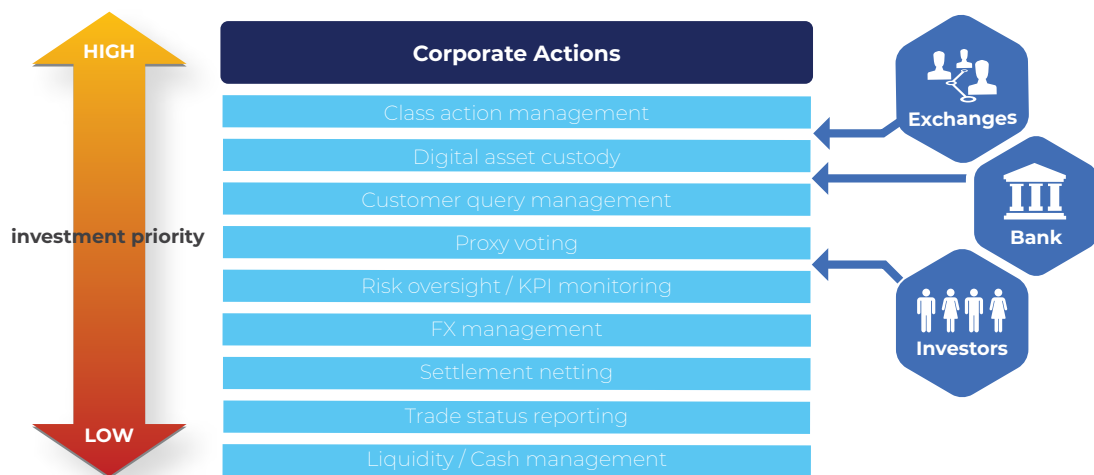 HIGH
Corporate Actions
Class action management
Exchanges
Digital asset custody
Customer query management
investment priority
Proxy voting
Bank
Risk oversight / KPI monitoring
FX management
Investors
Settlement netting
Trade status reporting
LOW
Liquidity / Cash management